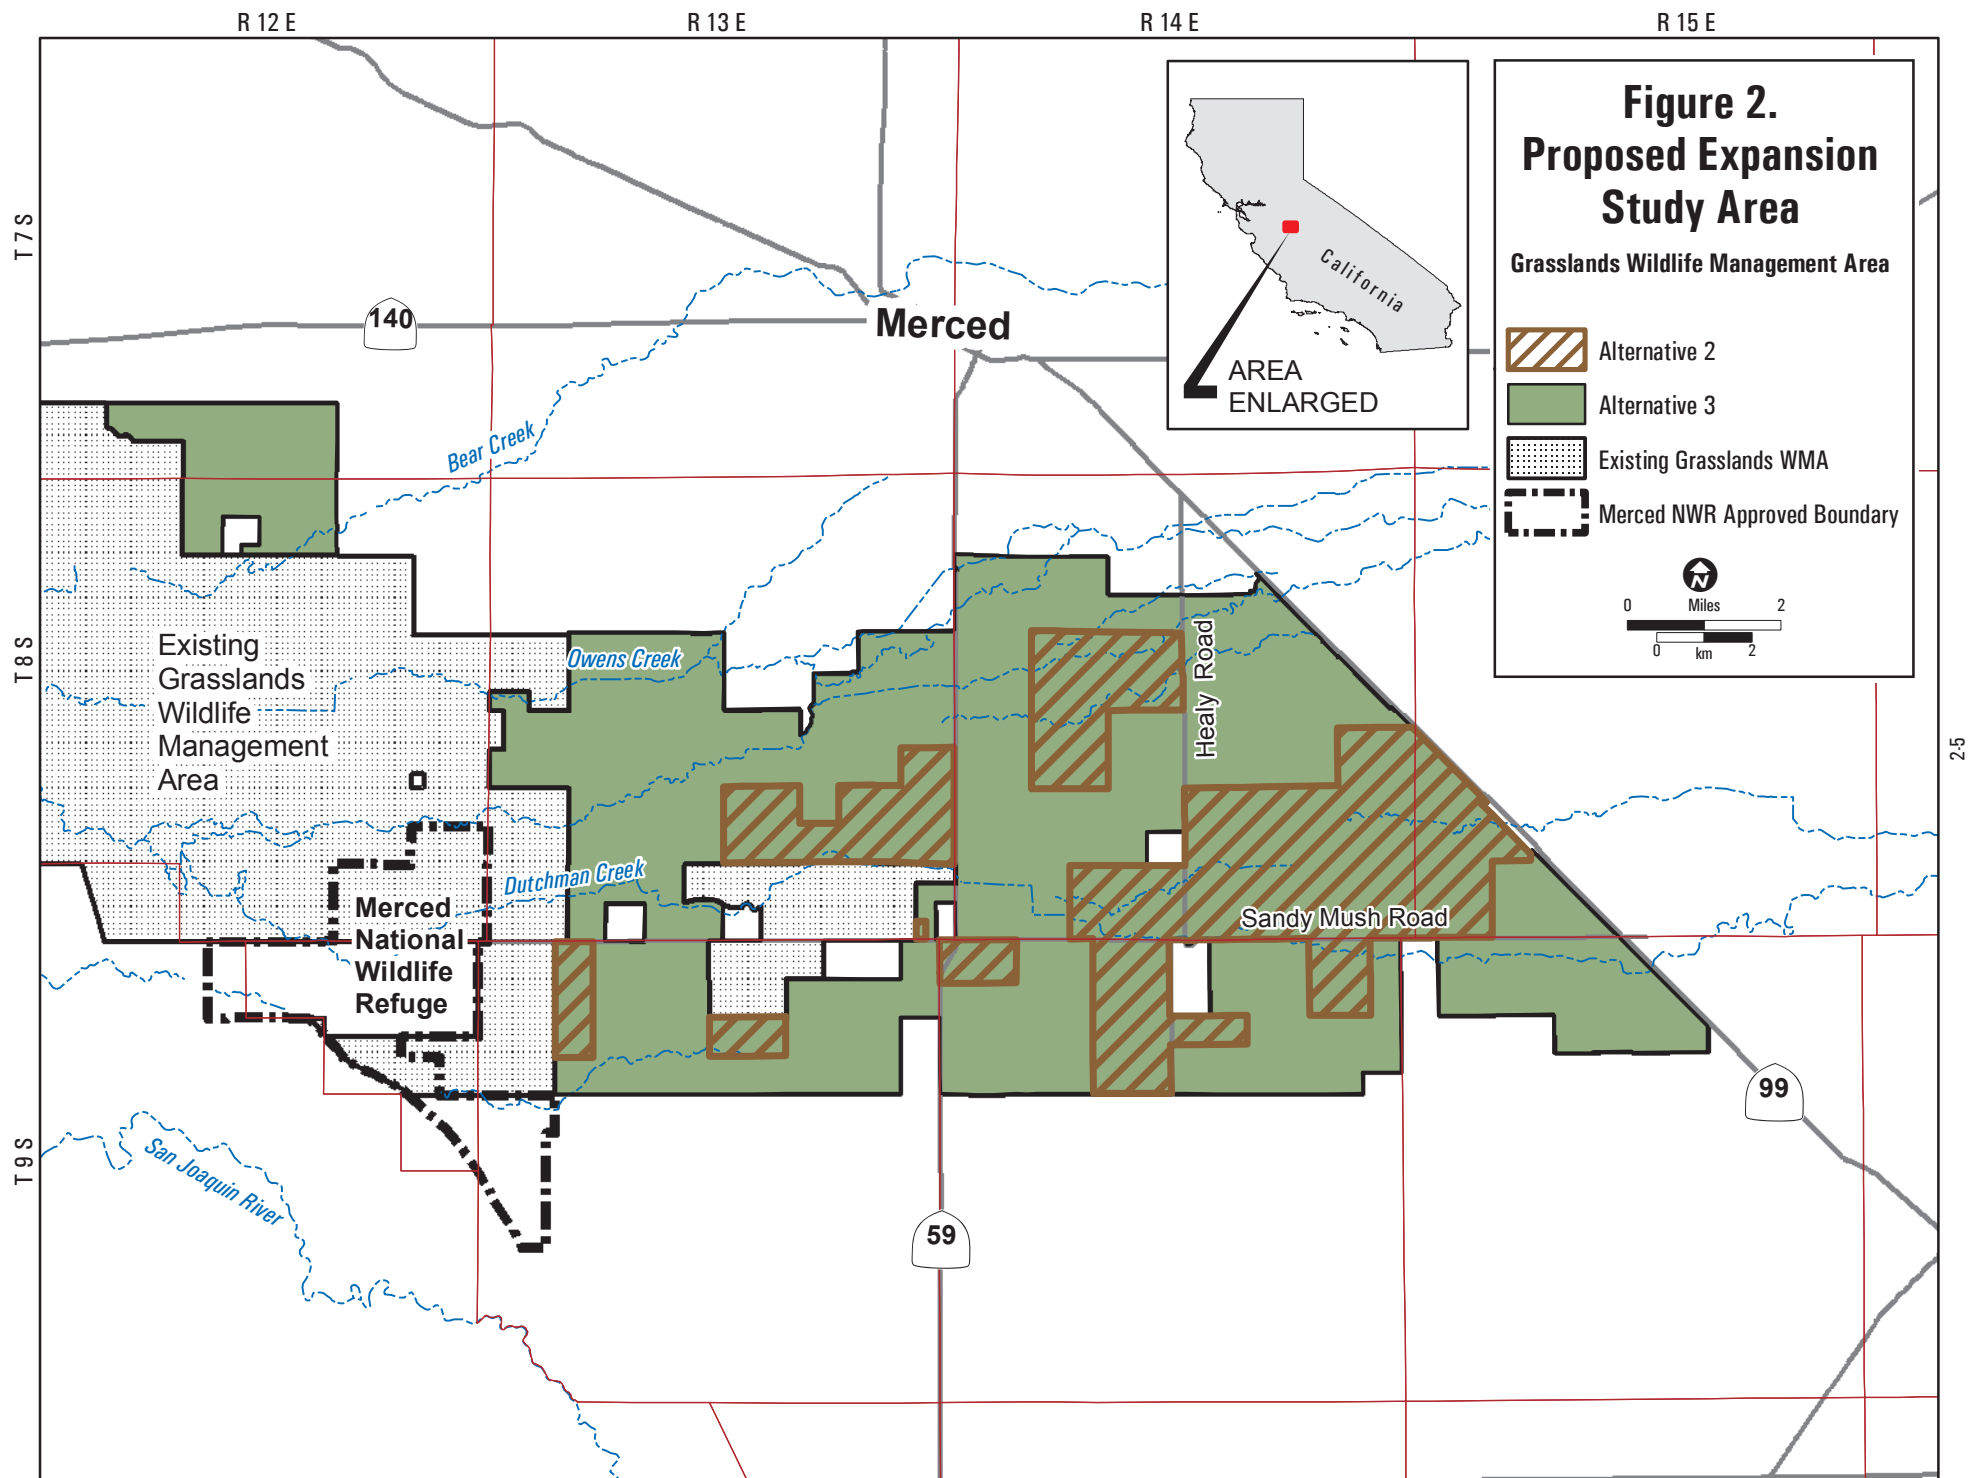 R 12 E
R 13 E
R 14 E
R 15 E
T 7 S
T 8 S
T 9 S
2-5
Figure 2.
Proposed Expansion
Study Area
Grasslands Wildlife Management Area
Alternative 2
Alternative 3
Existing Grasslands WMA
Merced NWR Approved Boundary
N
0 Miles 2
0 km 2
California
AREA
ENLARGED
140
Merced
Bear Creek
Existing
Grasslands
Wildlife
Management
Area
Owens Creek
Healy Road
Dutchman Creek
Merced
National
Wildlife
Refuge
Sandy Mush Road
San Joaquin River
99
59